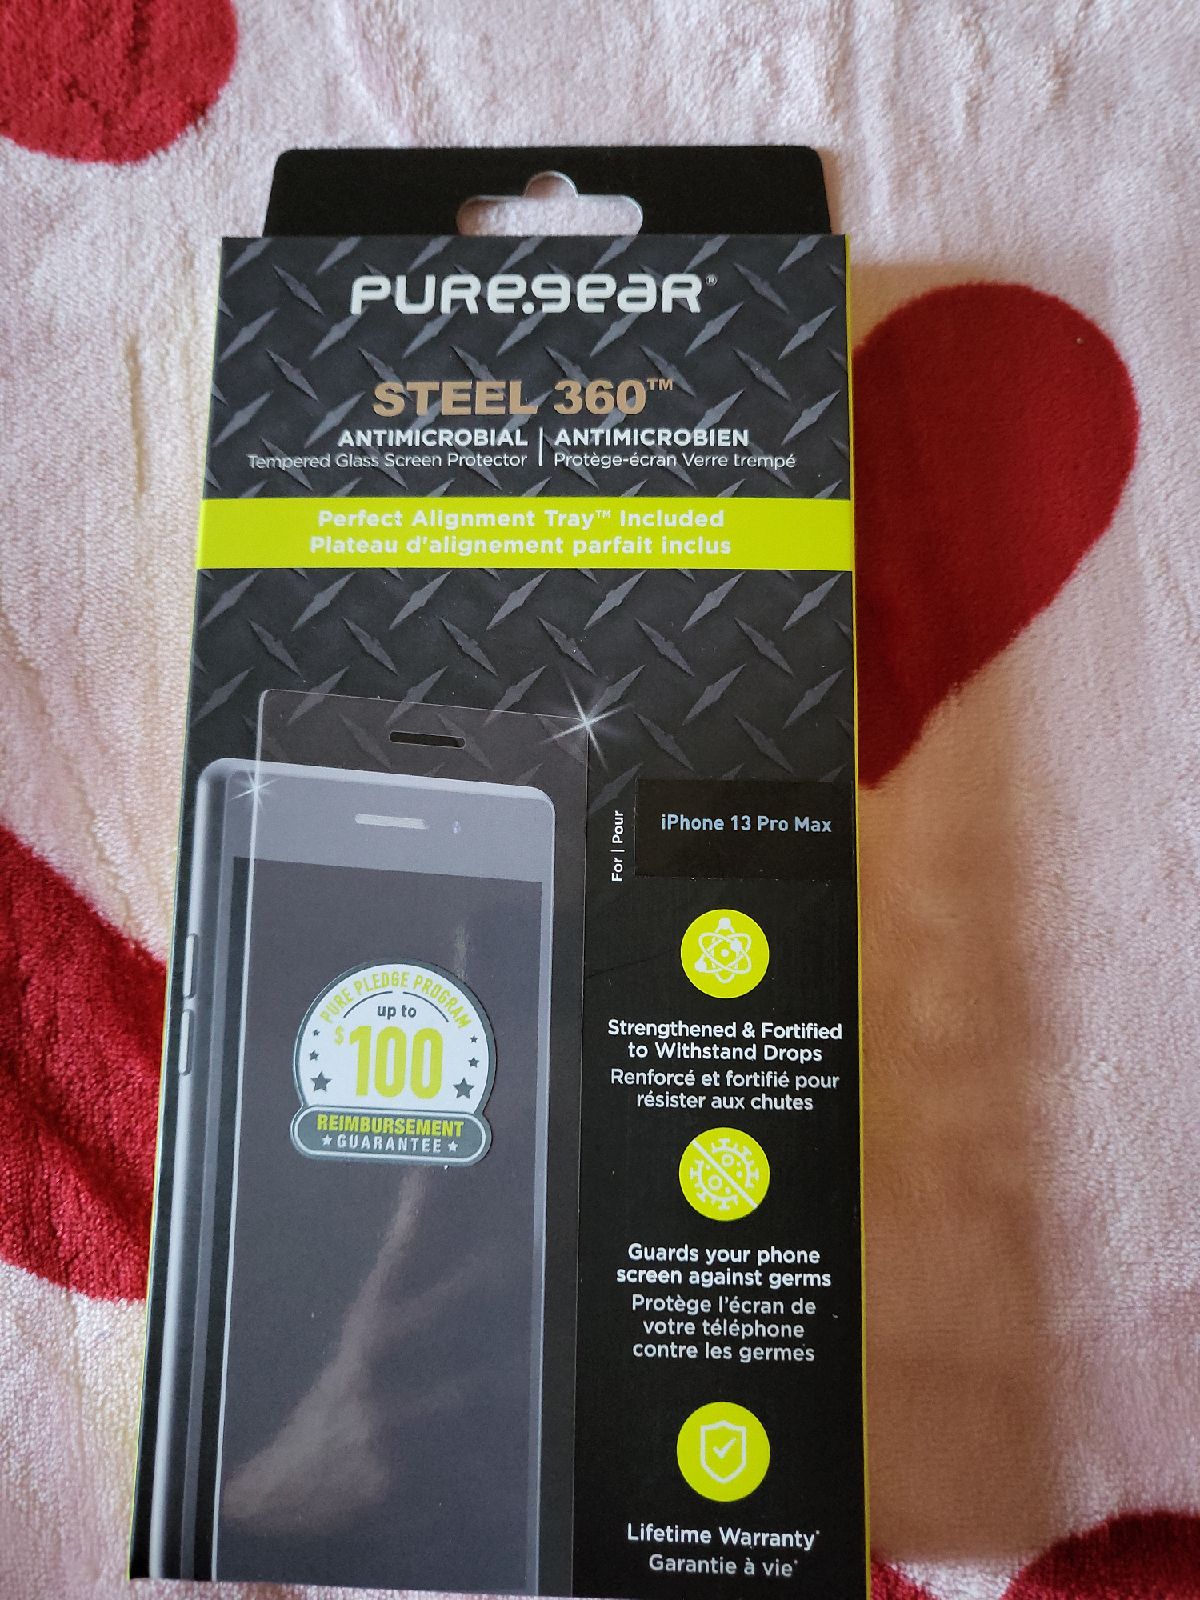 PURE.gear®
STEEL 360™
ANTIMICROBIAL | ANTIMICROBIEN
Tempered Glass Screen Protector | Protège-écran Verre trempé
Perfect Alignment Tray™ Included
Plateau d'alignement parfait inclus
For | Pour
iPhone 13 Pro Max
PURE PLEDGE PROGRAM
up to
$100
REIMBURSEMENT
★ GUARANTEE ★
Strengthened & Fortified
to Withstand Drops
Renforcé et fortifié pour
résister aux chutes
Guards your phone
screen against germs
Protège l'écran de
votre téléphone
contre les germes
Lifetime Warranty*
Garantie à vie*